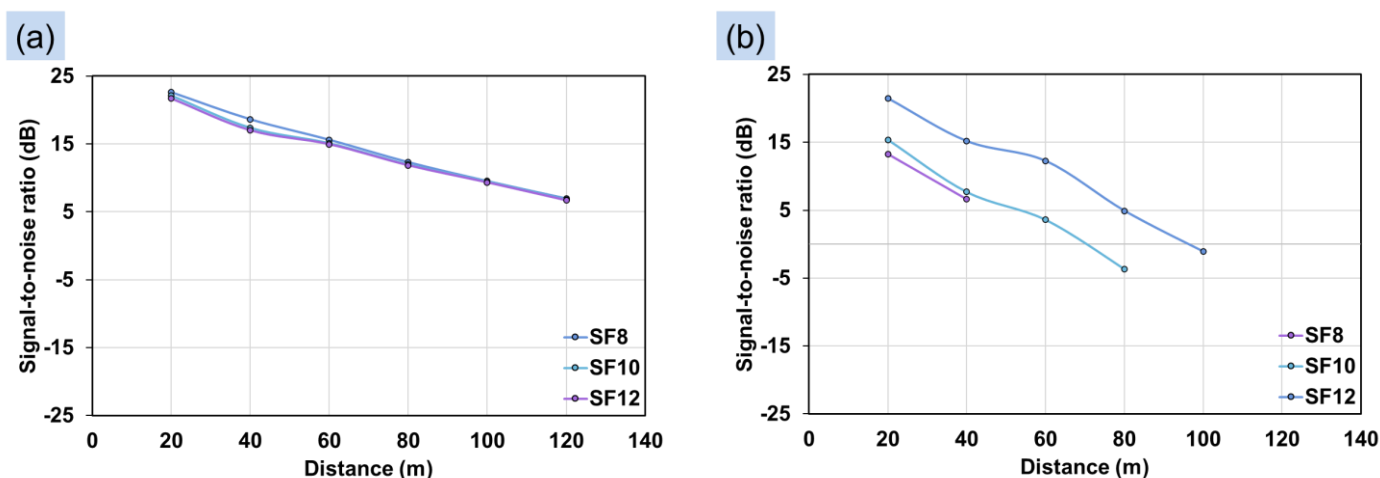 (a)
Signal-to-noise ratio (dB)
25
15
5
-5
-15
-25
SF8
SF10
SF12
0 20 40 60 80 100 120 140
Distance (m)
(b)
Signal-to-noise ratio (dB)
25
15
5
-5
-15
-25
SF8
SF10
SF12
0 20 40 60 80 100 120 140
Distance (m)